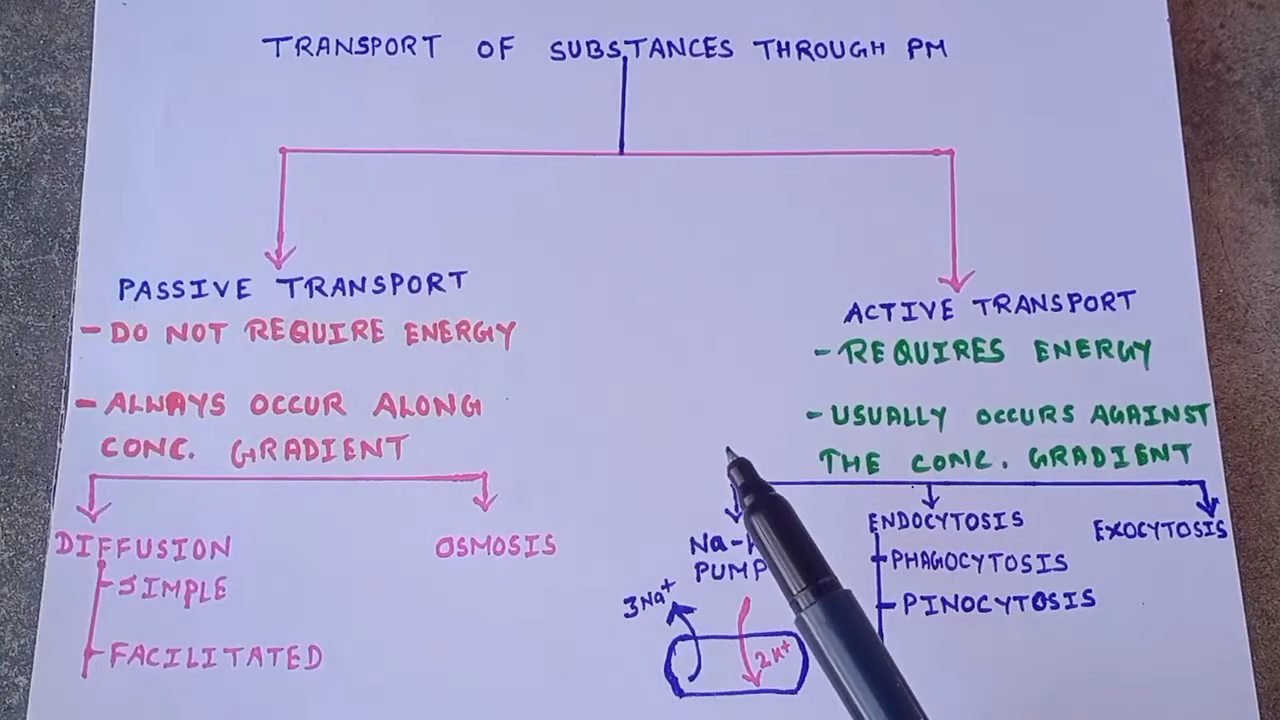 TRANSPORT OF SUBSTANCES THROUGH PM
PASSIVE TRANSPORT
- DO NOT REQUIRE ENERGY
- ALWAYS OCCUR ALONG
CONC. GRADIENT
DIFFUSION
SIMPLE
FACILITATED
OSMOSIS
ACTIVE TRANSPORT
- REQUIRES ENERGY
- USUALLY OCCURS AGAINST
THE CONC. GRADIENT
Na-
PUMP
3Na+
2K+
ENDOCYTOSIS
PHAGOCYTOSIS
PINOCYTOSIS
EXOCYTOSIS